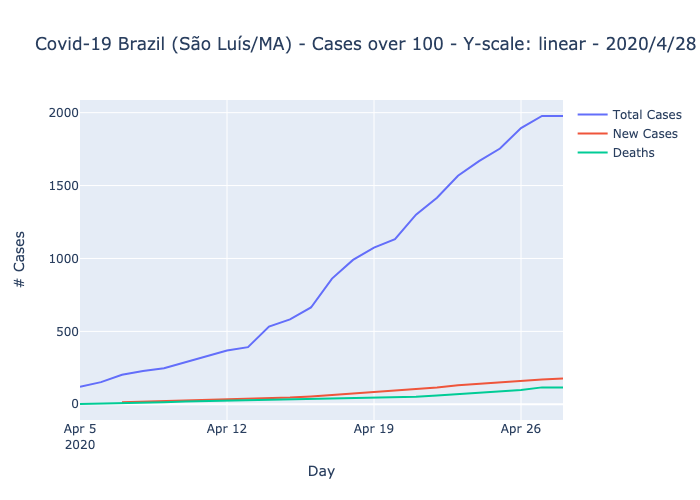 Covid-19 Brazil (São Luís/MA) - Cases over 100 - Y-scale: linear - 2020/4/28
2000
1500
1000
500
0
# Cases
Apr 5
2020
Apr 12
Apr 19
Apr 26
Day
Total Cases
New Cases
Deaths